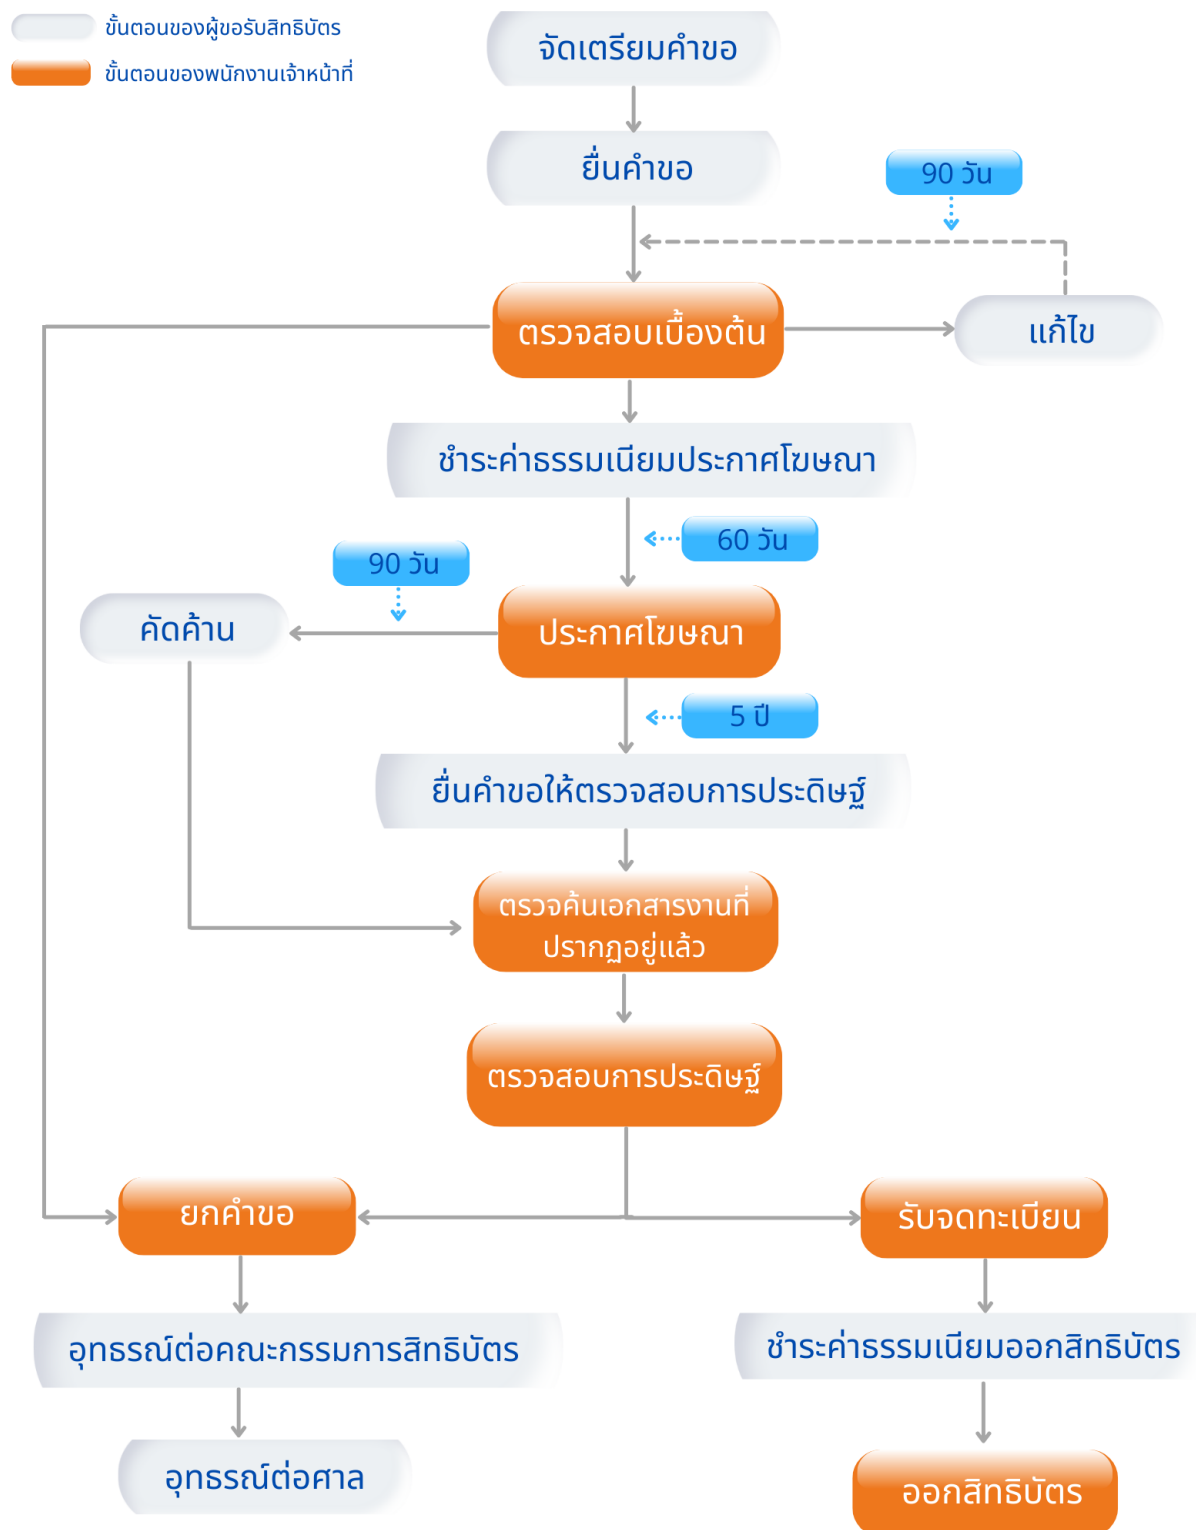 ขั้นตอนของผู้ขอรับสิทธิบัตร
ขั้นตอนของพนักงานเจ้าหน้าที่
จัดเตรียมคำขอ
ยื่นคำขอ
90 วัน
ตรวจสอบเบื้องต้น
แก้ไข
ชำระค่าธรรมเนียมประกาศโฆษณา
60 วัน
90 วัน
คัดค้าน
ประกาศโฆษณา
5 ปี
ยื่นคำขอให้ตรวจสอบการประดิษฐ์
ตรวจค้นเอกสารงานที่
ปรากฏอยู่แล้ว
ตรวจสอบการประดิษฐ์
ยกคำขอ
รับจดทะเบียน
อุทธรณ์ต่อคณะกรรมการสิทธิบัตร
ชำระค่าธรรมเนียมออกสิทธิบัตร
อุทธรณ์ต่อศาล
ออกสิทธิบัตร